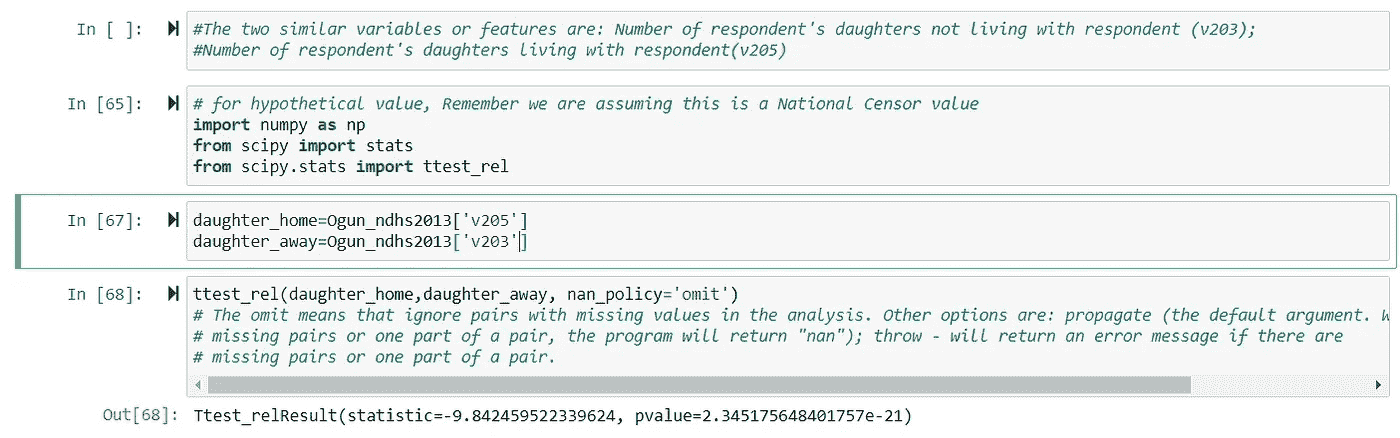 In [ ]: #The two similar variables or features are: Number of respondent's daughters not living with respondent (v203);
#Number of respondent's daughters living with respondent(v205)
In [65]: # for hypothetical value, Remember we are assuming this is a National Censor value
import numpy as np
from scipy import stats
from scipy.stats import ttest_rel
In [67]: daughter_home=Ogun_ndhs2013['v205']
daughter_away=Ogun_ndhs2013['v203']
In [68]: ttest_rel(daughter_home,daughter_away, nan_policy='omit')
# The omit means that ignore pairs with missing values in the analysis. Other options are: propagate (the default argument.
# missing pairs or one part of a pair, the program will return "nan"); throw - will return an error message if there are
# missing pairs or one part of a pair.
Out[68]: Ttest_relResult(statistic=-9.842459522339624, pvalue=2.345175648401757e-21)